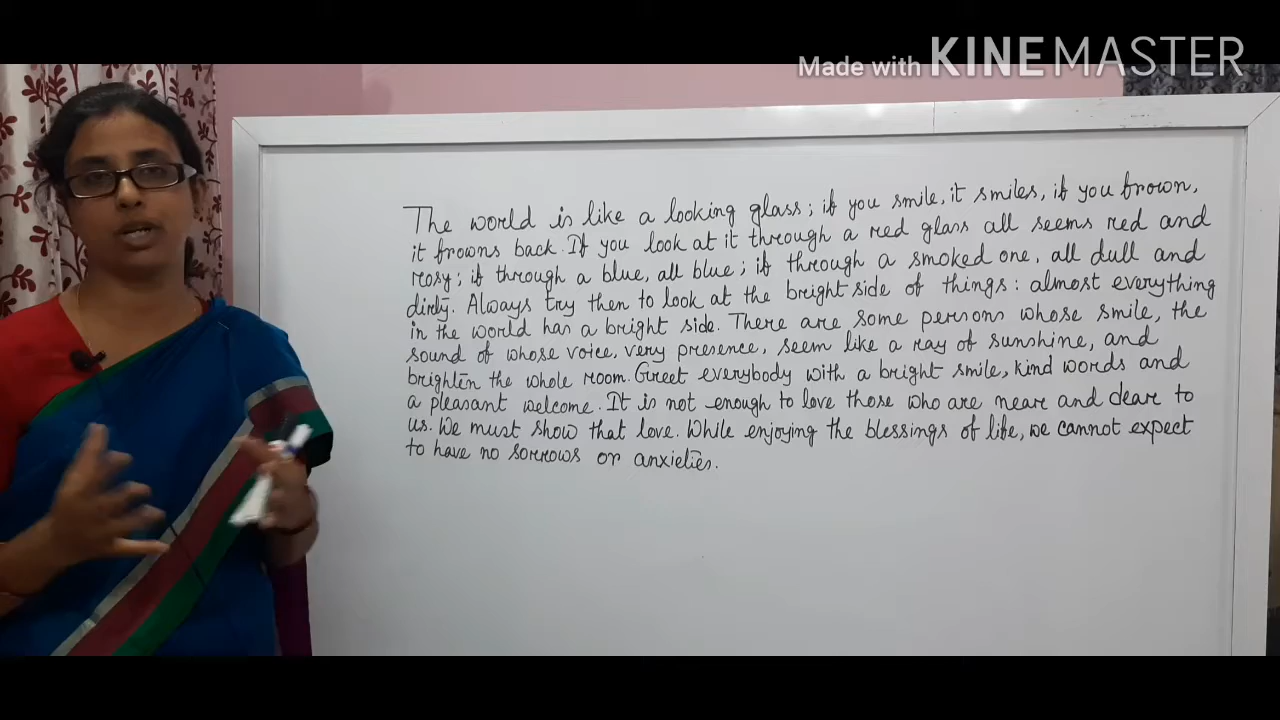 Made with KINEMASTER
The world is like a looking glass; if you smile, it smiles, if you frown,
it frowns back. If you look at it through a red glass all seems red and
rosy; if through a blue, all blue; if through a smoked one, all dull and
dirty. Always try then to look at the bright side of things: almost everything
in the world has a bright side. There are some persons whose smile, the
sound of whose voice, very presence, seem like a ray of sunshine, and
brighten the whole room. Greet everybody with a bright smile, kind words and
a pleasant welcome. It is not enough to love those who are near and dear to
us. We must show that love. While enjoying the blessings of life, we cannot expect
to have no sorrows or anxieties.